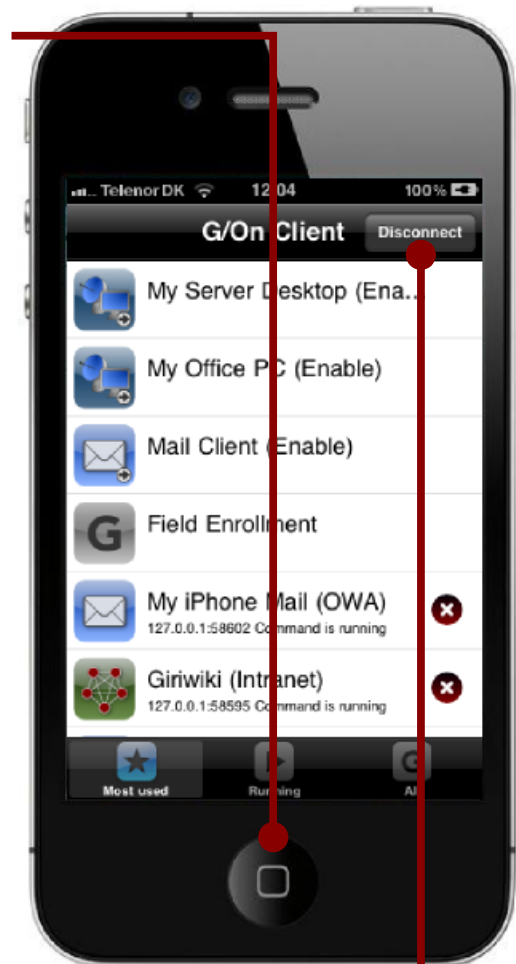 Telenor DK 12:04 100%
G/On Client Disconnect
My Server Desktop (Ena...
My Office PC (Enable)
Mail Client (Enable)
G Field Enrollment
My iPhone Mail (OWA)
127.0.0.1:58602 Command is running
Giriwiki (Intranet)
127.0.0.1:58595 Command is running
G
Most used Running All